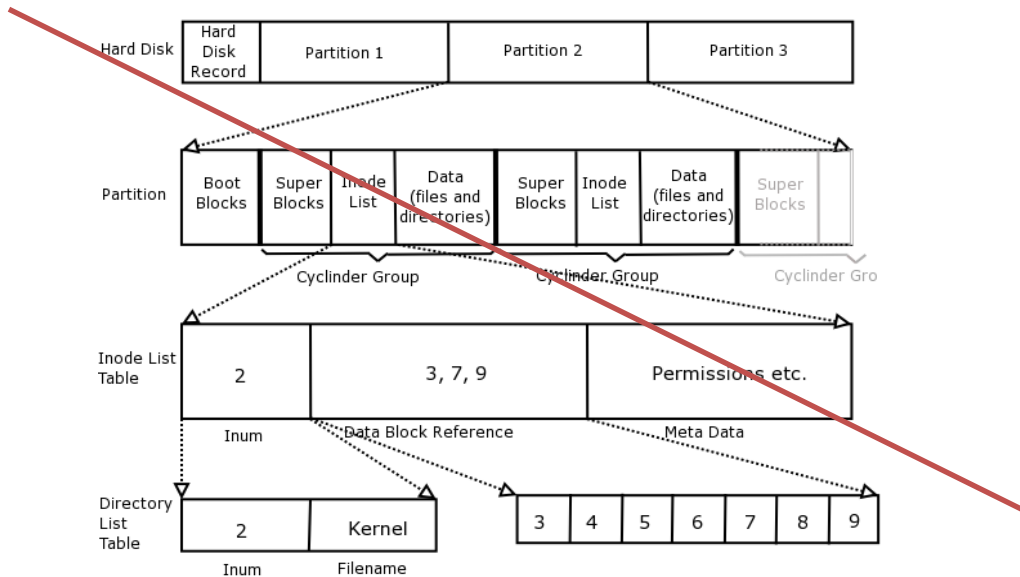 Hard Disk
Hard
Disk
Record
Partition 1
Partition 2
Partition 3
Partition
Boot
Blocks
Super
Blocks
Inode
List
Data
(files and
directories)
Super
Blocks
Inode
List
Data
(files and
directories)
Super
Blocks
Cyclinder Group
Cyclinder Group
Cyclinder Gro
Inode List
Table
2
3, 7, 9
Permissions etc.
Inum
Data Block Reference
Meta Data
Directory
List
Table
2
Kernel
3
4
5
6
7
8
9
Inum
Filename